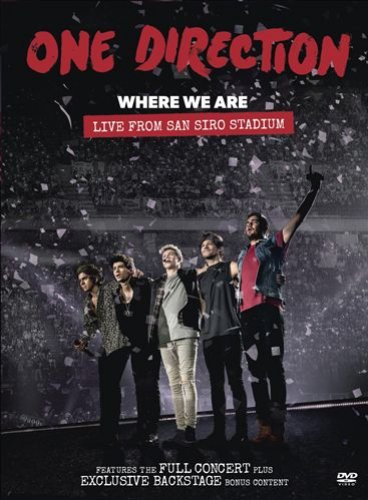 ONE DIRECTION
WHERE WE ARE
LIVE FROM SAN SIRO STADIUM
FEATURES THE FULL CONCERT PLUS
EXCLUSIVE BACKSTAGE BONUS CONTENT
DVD
VIDEO